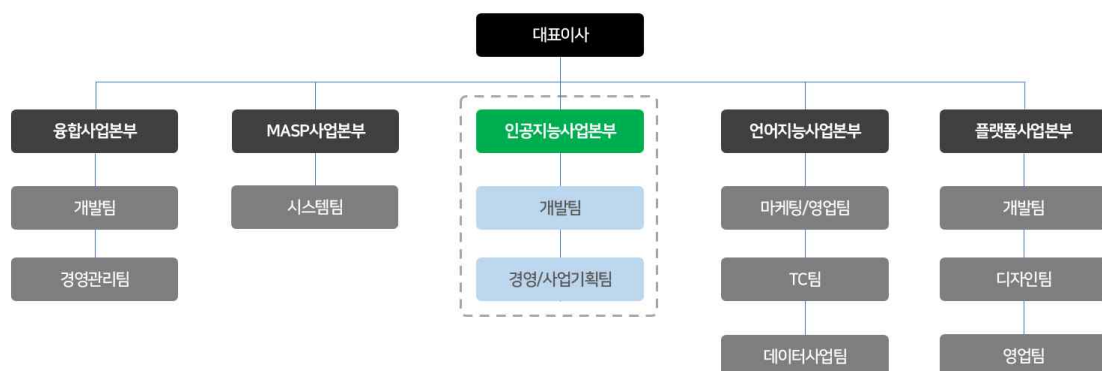 대표이사
융합사업본부
MASP사업본부
인공지능사업본부
언어지능사업본부
플랫폼사업본부
개발팀
시스템팀
개발팀
마케팅/영업팀
개발팀
경영관리팀
경영/사업기획팀
TC팀
디자인팀
데이터사업팀
영업팀